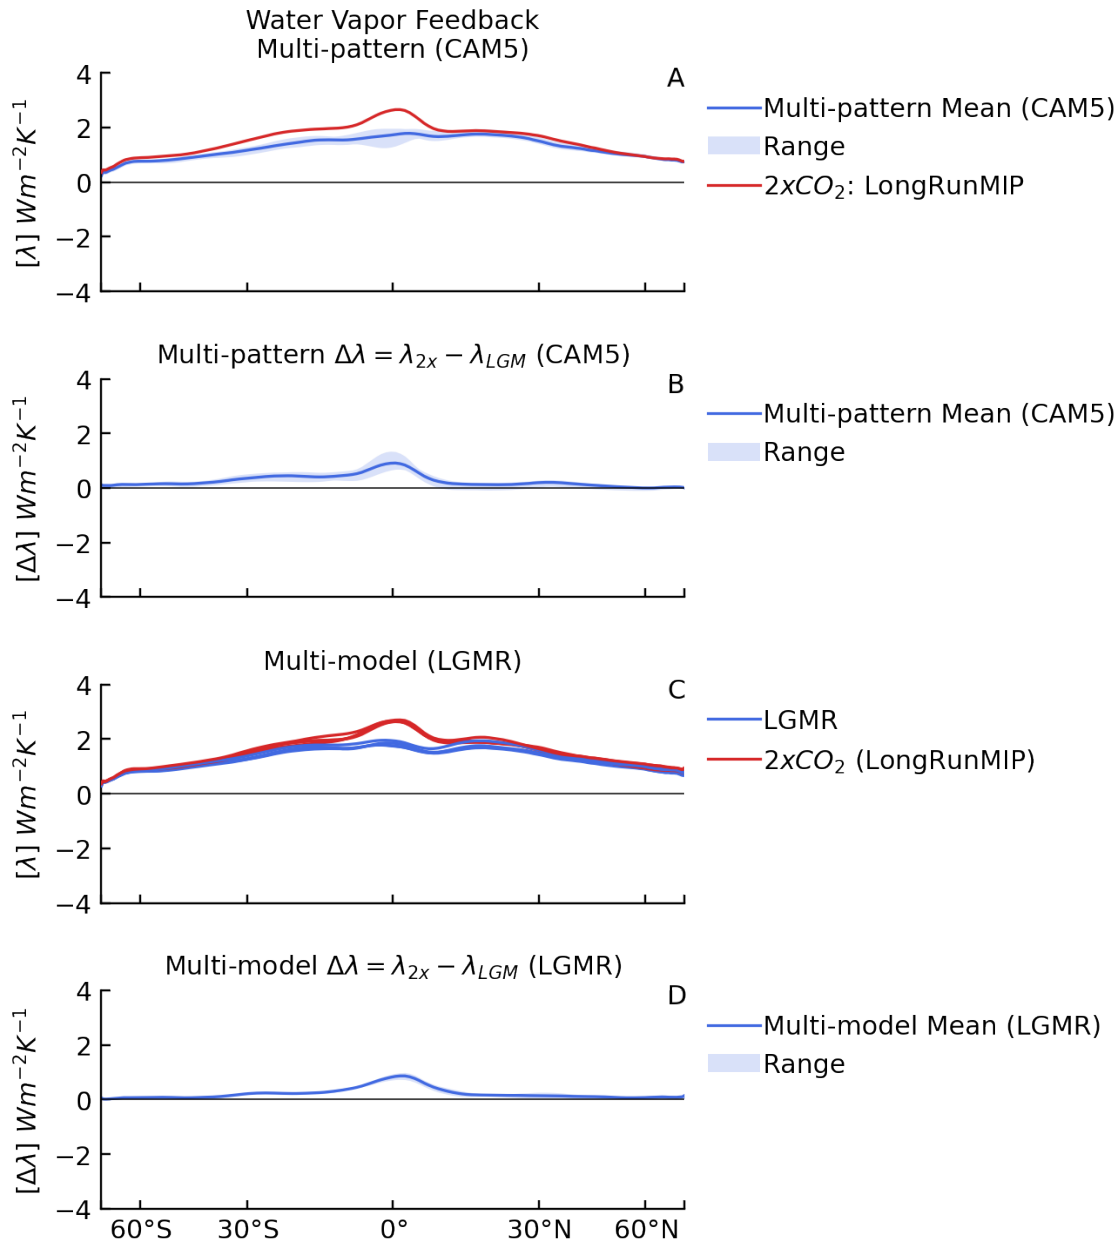 Water Vapor Feedback
Multi-pattern (CAM5)
A
4
2
0
−2
−4
[λ] Wm⁻²K⁻¹
Multi-pattern Mean (CAM5)
Range
2xCO₂: LongRunMIP
Multi-pattern Δλ = λ₂ₓ − λ_LGM (CAM5)
B
4
2
0
−2
−4
[Δλ] Wm⁻²K⁻¹
Multi-pattern Mean (CAM5)
Range
Multi-model (LGMR)
C
4
2
0
−2
−4
[λ] Wm⁻²K⁻¹
LGMR
2xCO₂ (LongRunMIP)
Multi-model Δλ = λ₂ₓ − λ_LGM (LGMR)
D
4
2
0
−2
−4
[Δλ] Wm⁻²K⁻¹
Multi-model Mean (LGMR)
Range
60°S 30°S 0° 30°N 60°N